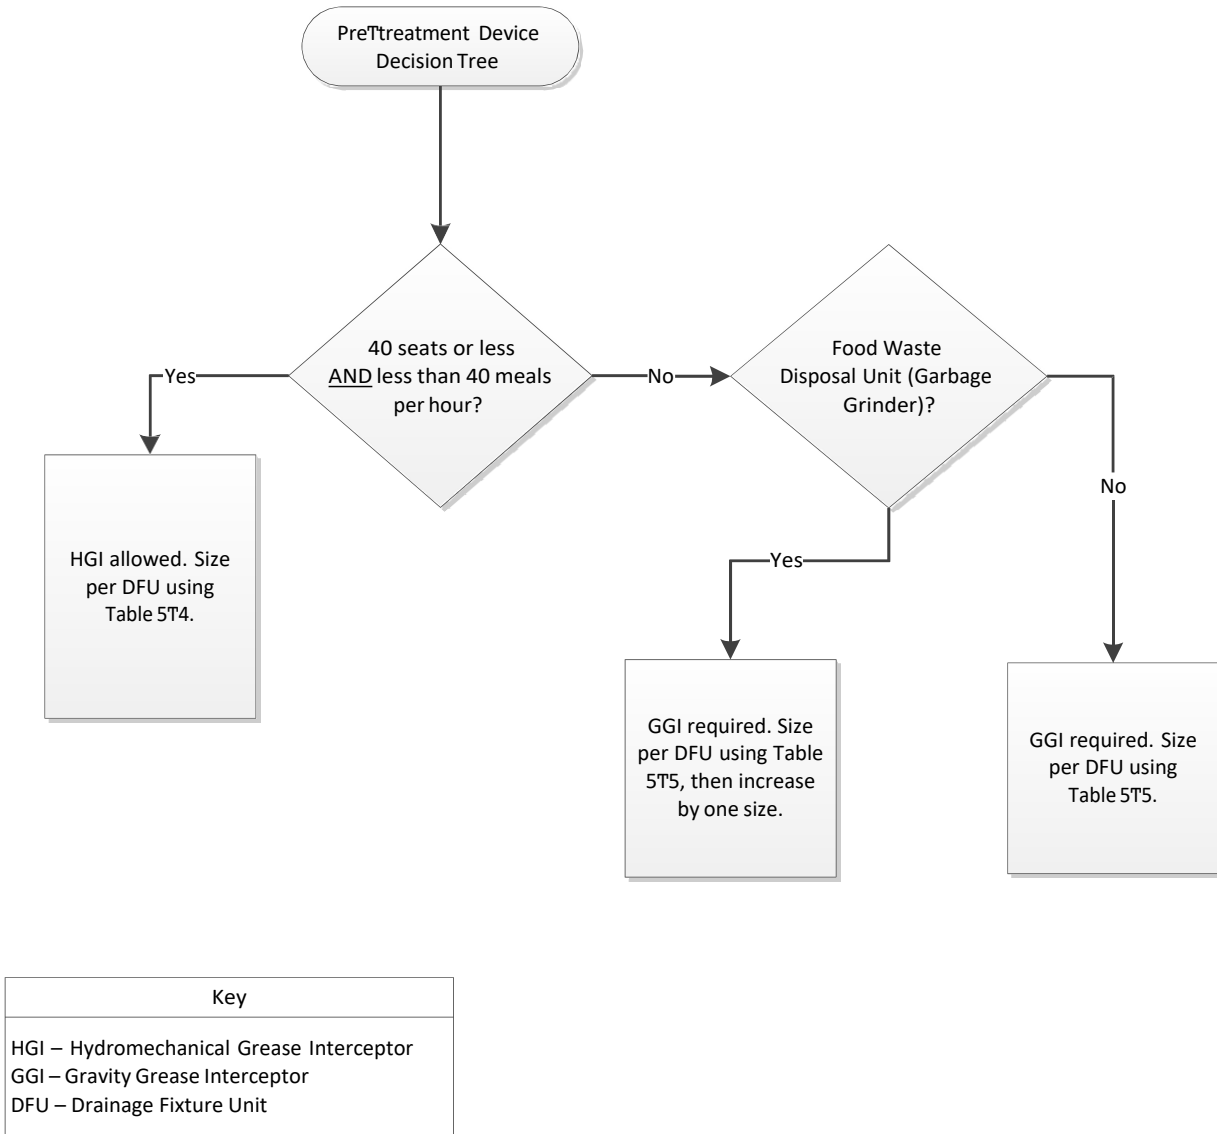 PreTtreatment Device
Decision Tree
40 seats or less
AND less than 40 meals
per hour?
Yes
No
Food Waste
Disposal Unit (Garbage
Grinder)?
No
Yes
HGI allowed. Size
per DFU using
Table 5T4.
GGI required. Size
per DFU using Table
5T5, then increase
by one size.
GGI required. Size
per DFU using
Table 5T5.
Key
HGI – Hydromechanical Grease Interceptor
GGI – Gravity Grease Interceptor
DFU – Drainage Fixture Unit